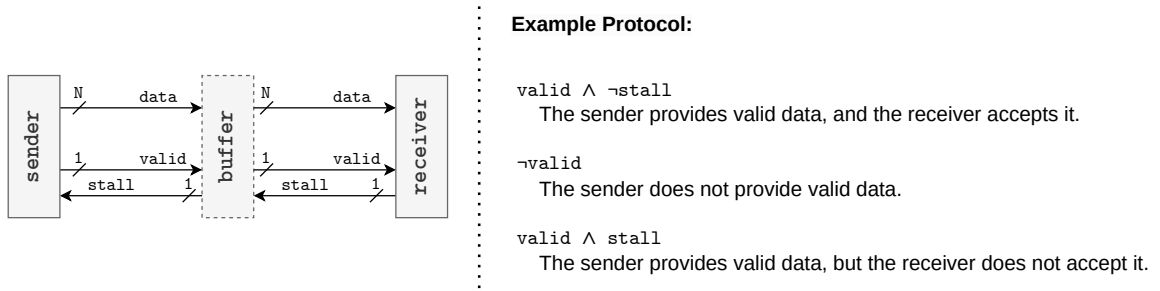 Example Protocol:
N data N data
valid ∧ ¬stall
The sender provides valid data, and the receiver accepts it.
sender
buffer
receiver
1 valid 1 valid
¬valid
stall 1 stall 1
The sender does not provide valid data.
valid ∧ stall
The sender provides valid data, but the receiver does not accept it.